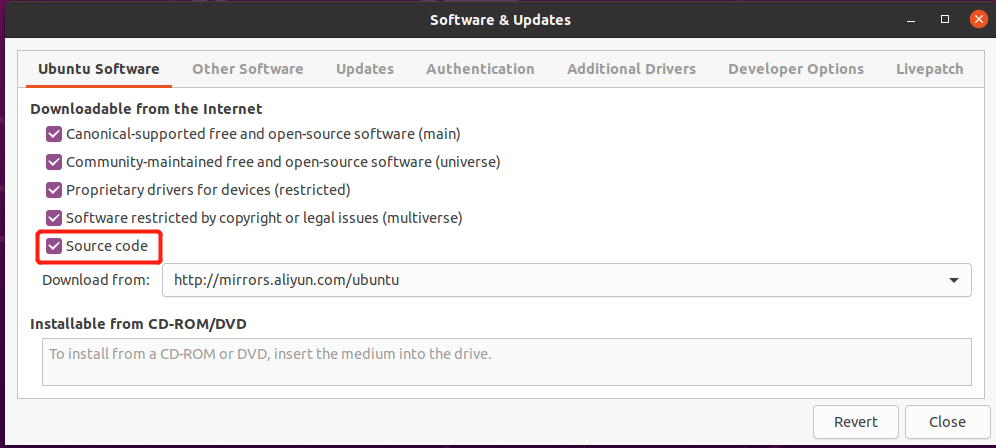 Software & Updates
Ubuntu Software Other Software Updates Authentication Additional Drivers Developer Options Livepatch
Downloadable from the Internet
Canonical-supported free and open-source software (main)
Community-maintained free and open-source software (universe)
Proprietary drivers for devices (restricted)
Software restricted by copyright or legal issues (multiverse)
Source code
Download from: http://mirrors.aliyun.com/ubuntu
Installable from CD-ROM/DVD
To install from a CD-ROM or DVD, insert the medium into the drive.
Revert Close